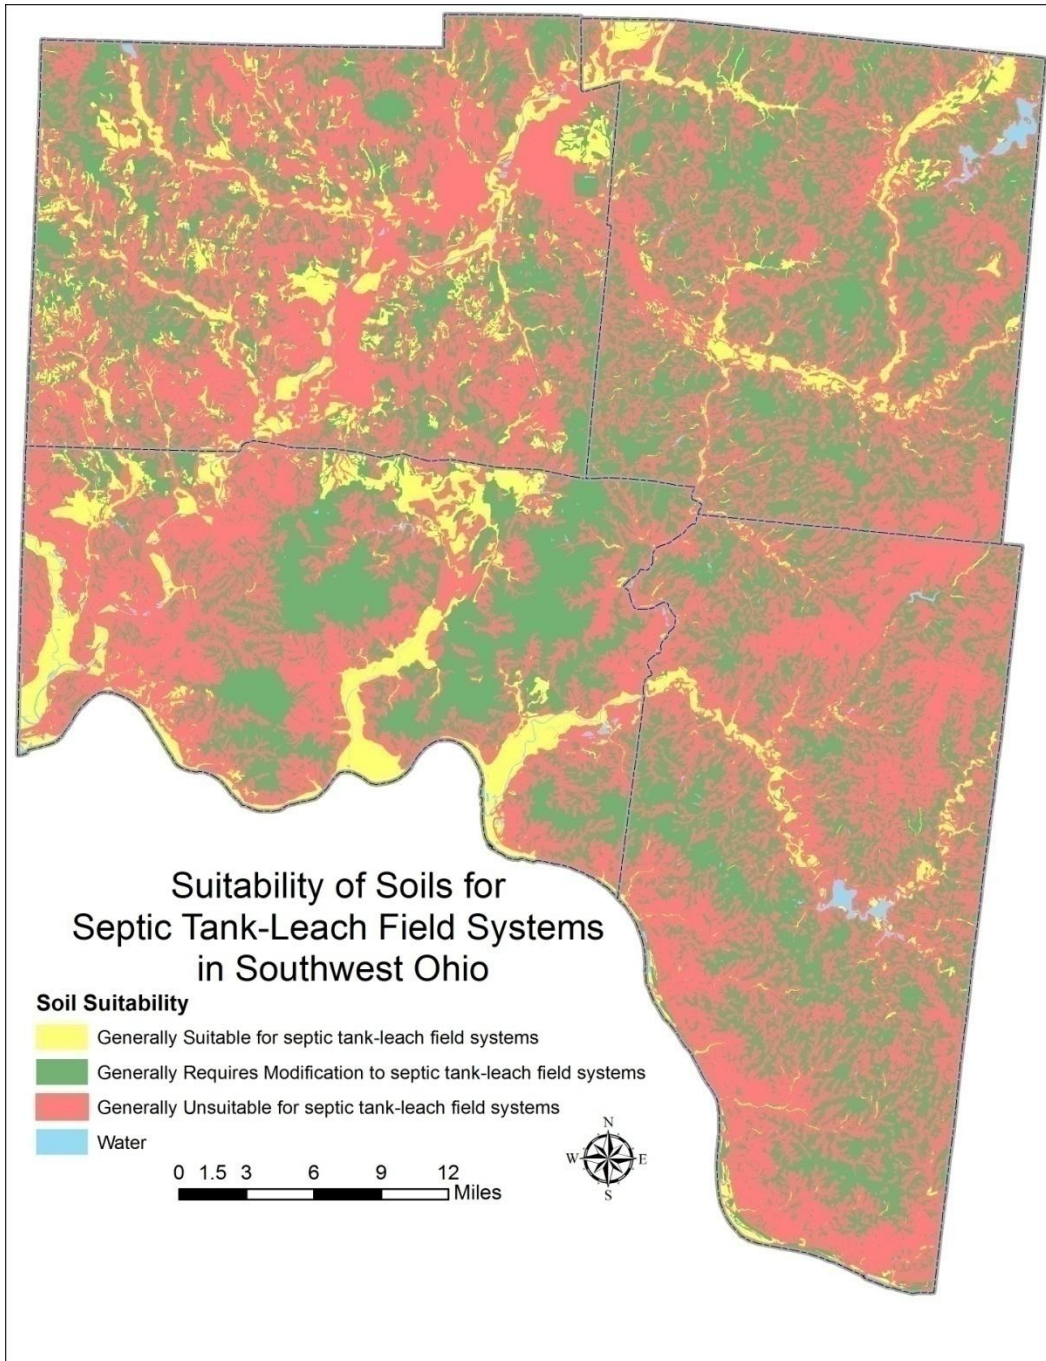 Suitability of Soils for
Septic Tank-Leach Field Systems
in Southwest Ohio
Soil Suitability
Generally Suitable for septic tank-leach field systems
Generally Requires Modification to septic tank-leach field systems
Generally Unsuitable for septic tank-leach field systems
Water
0 1.5 3 6 9 12
Miles
N
W E
S